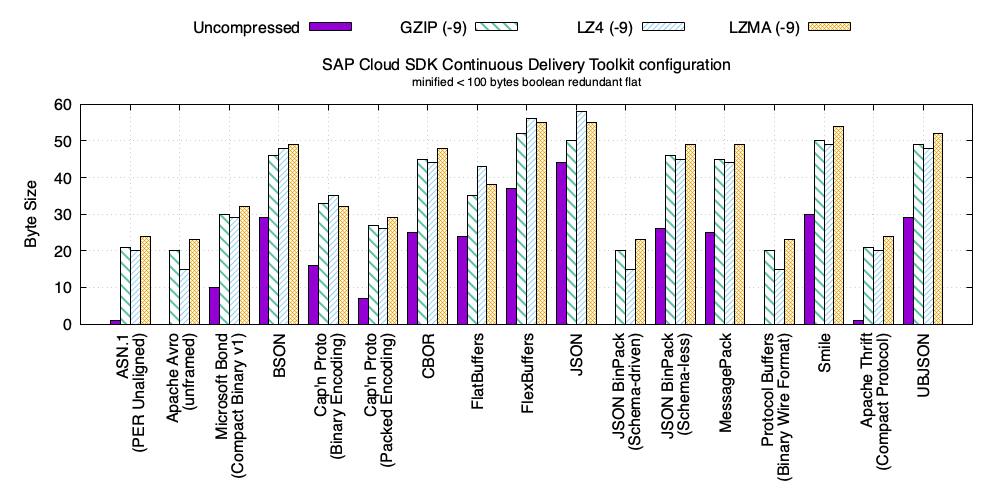 Uncompressed GZIP (-9) LZ4 (-9) LZMA (-9)
SAP Cloud SDK Continuous Delivery Toolkit configuration
minified < 100 bytes boolean redundant flat
Byte Size
60
50
40
30
20
10
0
ASN.1
(PER Unaligned)
Apache Avro
(unframed)
Microsoft Bond
(Compact Binary v1)
BSON
Cap'n Proto
(Binary Encoding)
Cap'n Proto
(Packed Encoding)
CBOR
FlatBuffers
FlexBuffers
JSON
JSON BinPack
(Schema-driven)
JSON BinPack
(Schema-less)
MessagePack
Protocol Buffers
(Binary Wire Format)
Smile
Apache Thrift
(Compact Protocol)
UBJSON